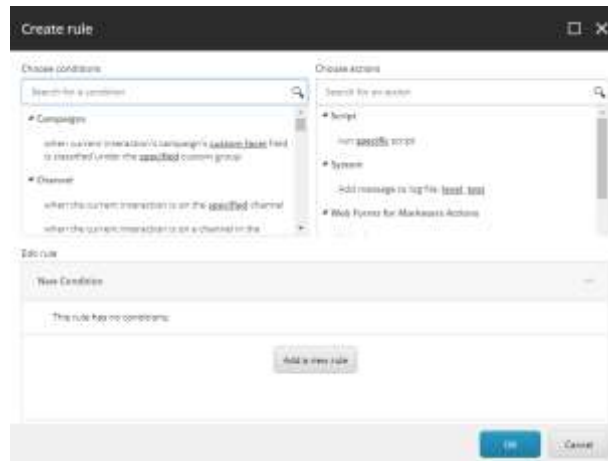 Create rule
Choose conditions
Choose actions
Search for a condition
Search for an action
Campaigns
when current interaction's campaign's custom facet field
is classified under the specified custom group
Channel
when the current interaction is on the specified channel
when the current interaction is on a channel in the
Script
run specific script
System
Add message to log file: level, text
Web Forms for Marketers Actions
Edit rule
New Condition
This rule has no conditions.
Add a new rule
OK
Cancel